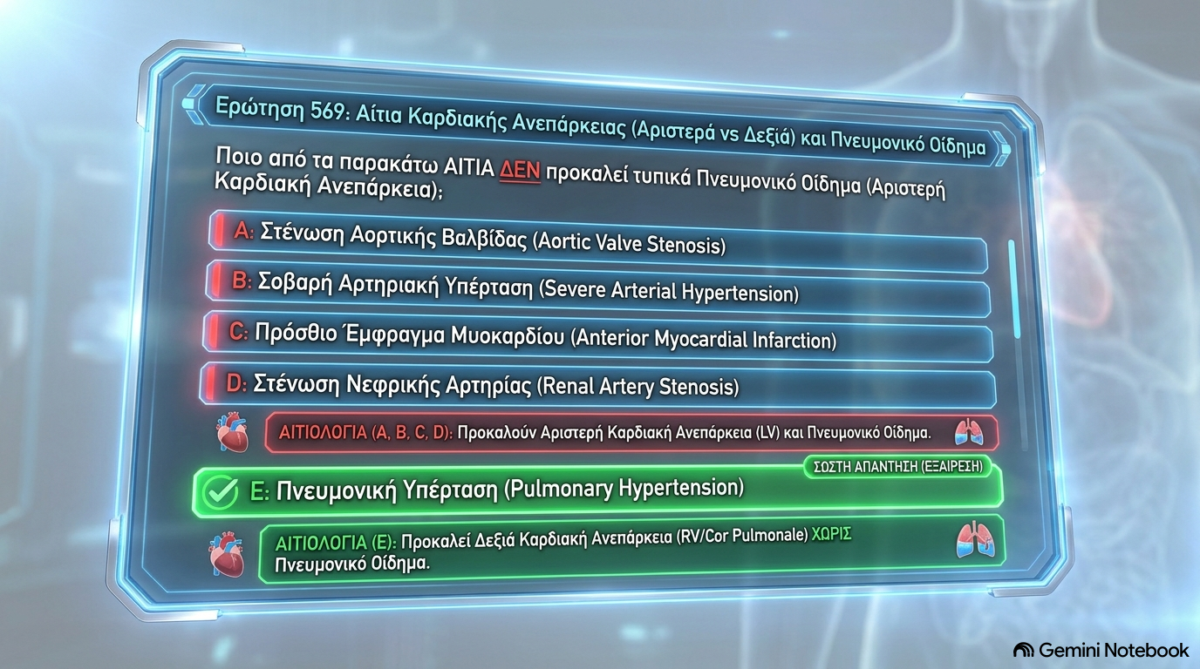 Ερώτηση 569: Αίτια Καρδιακής Ανεπάρκειας (Αριστερά vs Δεξιά) και Πνευμονικό Οίδημα
Ποιο από τα παρακάτω ΑΙΤΙΑ ΔΕΝ προκαλεί τυπικά Πνευμονικό Οίδημα (Αριστερή
Καρδιακή Ανεπάρκεια);
A: Στένωση Αορτικής Βαλβίδας (Aortic Valve Stenosis)
B: Σοβαρή Αρτηριακή Υπέρταση (Severe Arterial Hypertension)
C: Πρόσθιο Έμφραγμα Μυοκαρδίου (Anterior Myocardial Infarction)
D: Στένωση Νεφρικής Αρτηρίας (Renal Artery Stenosis)
ΑΙΤΙΟΛΟΓΙΑ (A, B, C, D): Προκαλούν Αριστερή Καρδιακή Ανεπάρκεια (LV) και Πνευμονικό Οίδημα.
ΣΩΣΤΗ ΑΠΑΝΤΗΣΗ (ΕΞΑΙΡΕΣΗ)
E: Πνευμονική Υπέρταση (Pulmonary Hypertension)
ΑΙΤΙΟΛΟΓΙΑ (E): Προκαλεί Δεξιά Καρδιακή Ανεπάρκεια (RV/Cor Pulmonale) ΧΩΡΙΣ
Πνευμονικό Οίδημα.
Gemini Notebook